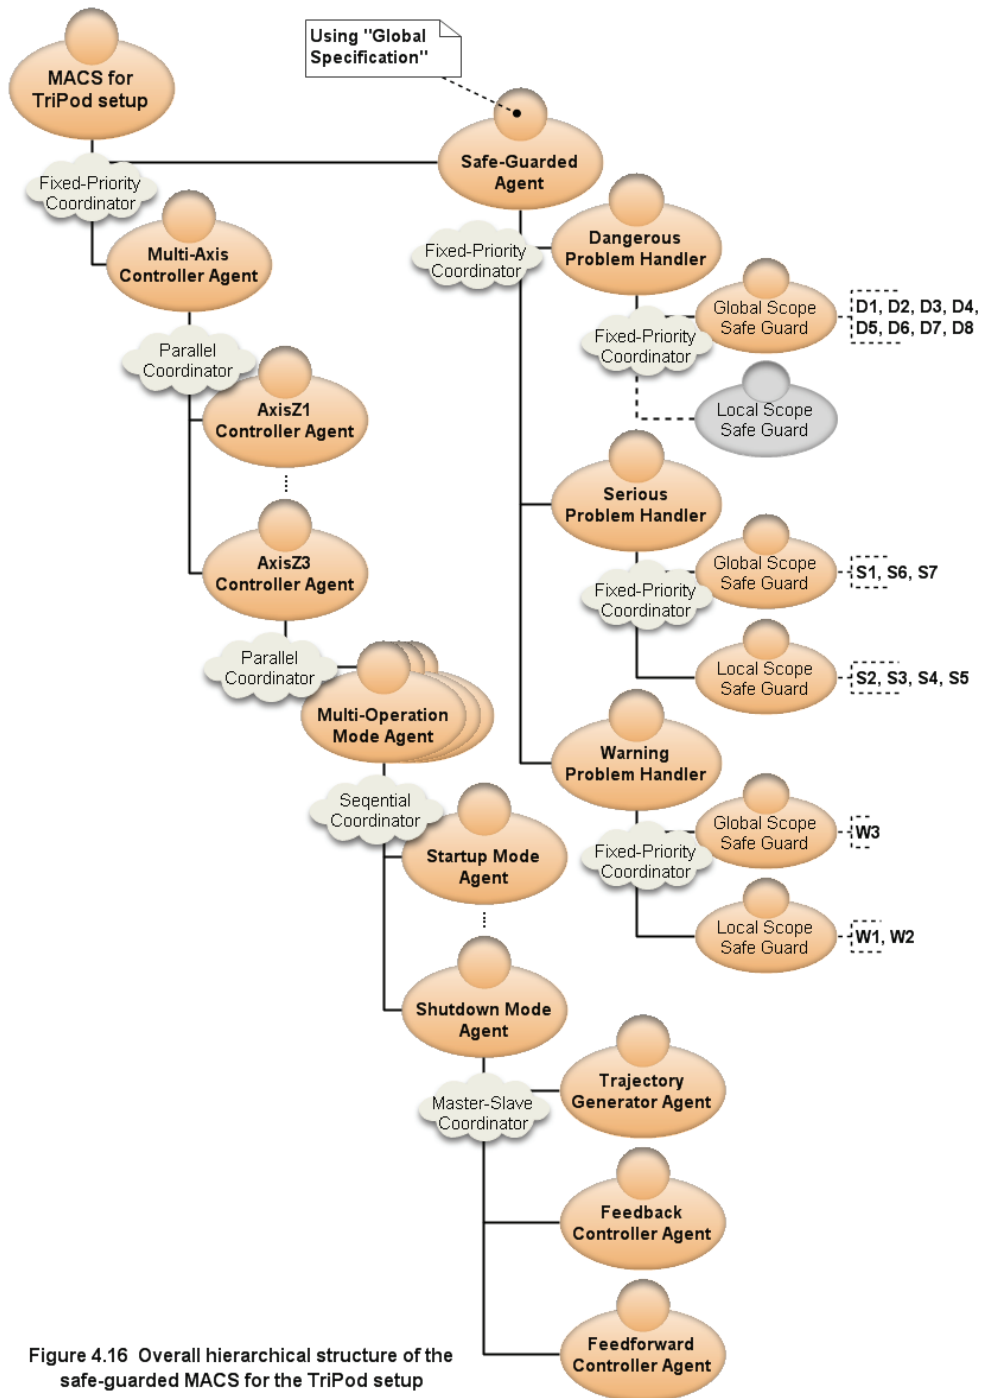 Using "Global
Specification"
MACS for
TriPod setup
Safe-Guarded
Agent
Fixed-Priority
Coordinator
Multi-Axis
Controller Agent
Fixed-Priority
Coordinator
Dangerous
Problem Handler
Global Scope
Safe Guard
D1, D2, D3, D4,
D5, D6, D7, D8
Fixed-Priority
Coordinator
Local Scope
Safe Guard
Parallel
Coordinator
AxisZ1
Controller Agent
Serious
Problem Handler
AxisZ3
Controller Agent
Global Scope
Safe Guard
S1, S6, S7
Fixed-Priority
Coordinator
Local Scope
Safe Guard
S2, S3, S4, S5
Parallel
Coordinator
Multi-Operation
Mode Agent
Warning
Problem Handler
Seqential
Coordinator
Global Scope
Safe Guard
W3
Fixed-Priority
Coordinator
Startup Mode
Agent
Local Scope
Safe Guard
W1, W2
Shutdown Mode
Agent
Master-Slave
Coordinator
Trajectory
Generator Agent
Feedback
Controller Agent
Feedforward
Controller Agent
Figure 4.16 Overall hierarchical structure of the
safe-guarded MACS for the TriPod setup